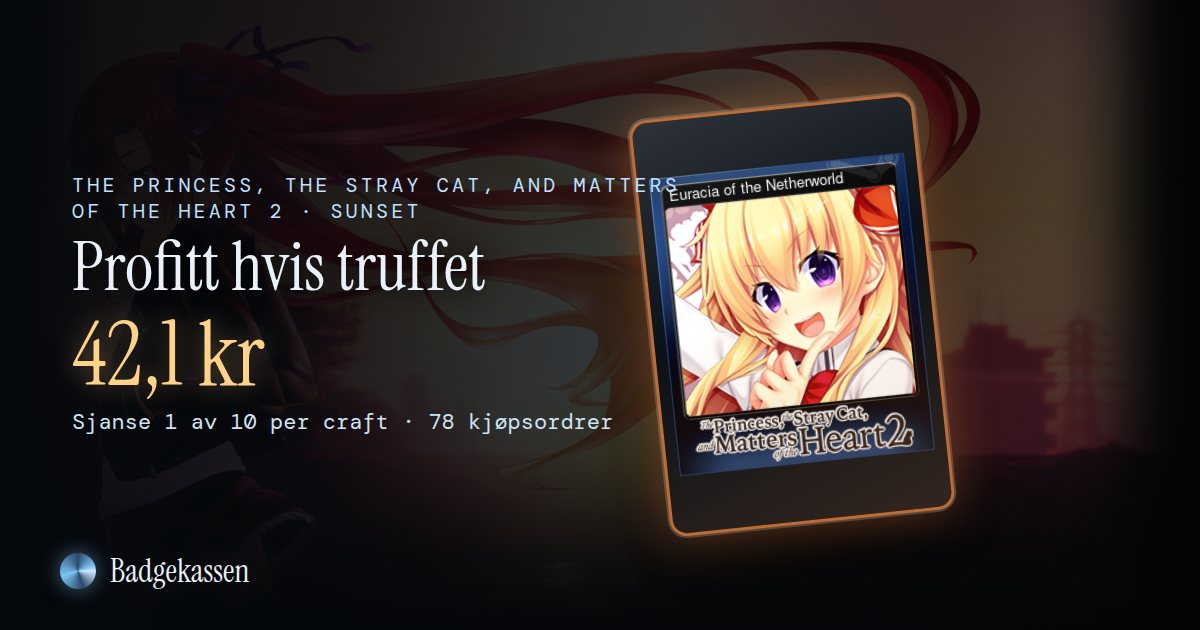 THE PRINCESS, THE STRAY CAT, AND MATTERS
OF THE HEART 2 · SUNSET
Profitt hvis truffet
42,1 kr
Sjanse 1 av 10 per craft · 78 kjøpsordrer
Badgekassen
Euracia of the Netherworld
The Princess, the Stray Cat,
and Matters of the Heart 2